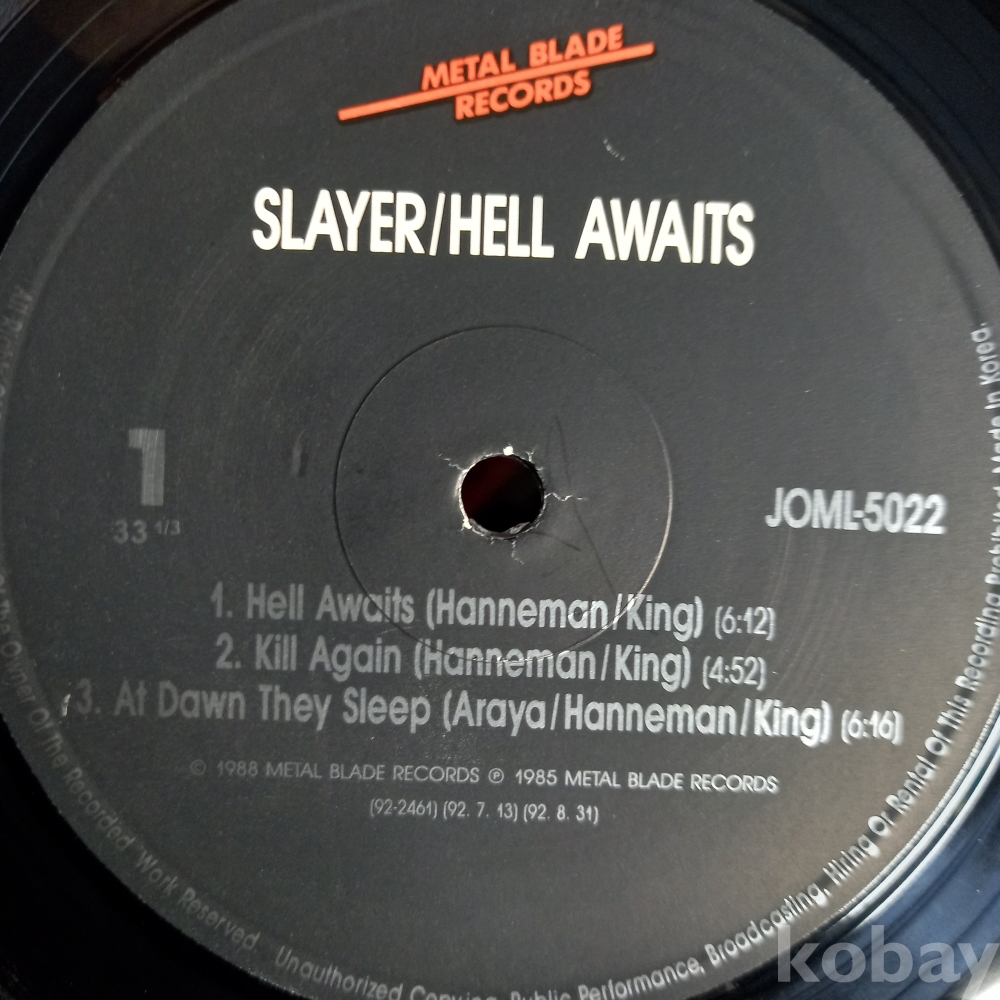 METAL BLADE
RECORDS
SLAYER/HELL AWAITS
1
33 1/3
JOML-5022
1. Hell Awaits (Hanneman/King) (6:12)
2. Kill Again (Hanneman/King) (4:52)
3. At Dawn They Sleep (Araya/Hanneman/King) (6:16)
© 1988 METAL BLADE RECORDS ℗ 1985 METAL BLADE RECORDS
(92-2461) (92. 7. 13) (92. 8. 31)
Owner Of The Recorded Work Reserved. Unauthorized Copying, Public Performance, Broadcasting, Hiring Or Rental Of This Recording Prohibited. Made In Korea.
kobay